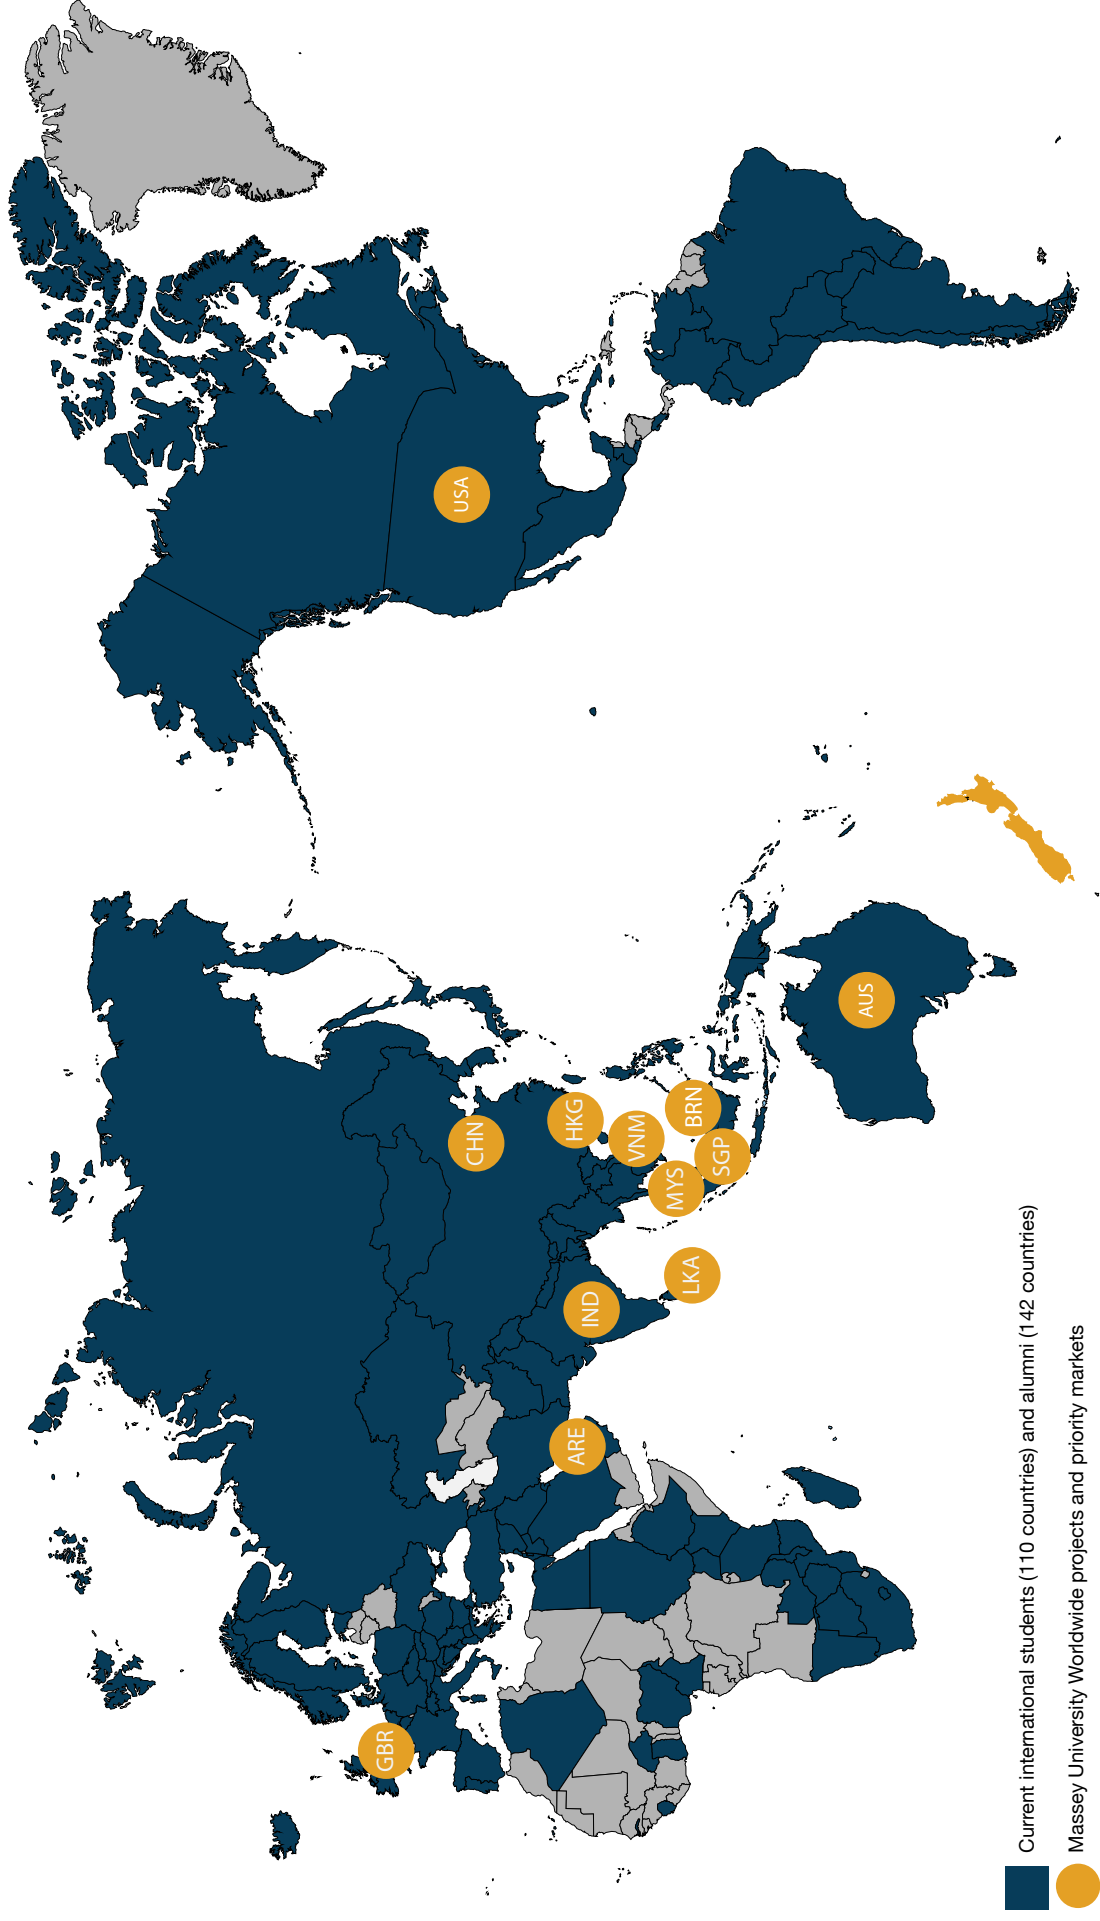 GBR
ARE
IND
LKA
CHN
HKG
VNM
MYS
SGP
BRN
AUS
USA
Current international students (110 countries) and alumni (142 countries)
Massey University Worldwide projects and priority markets